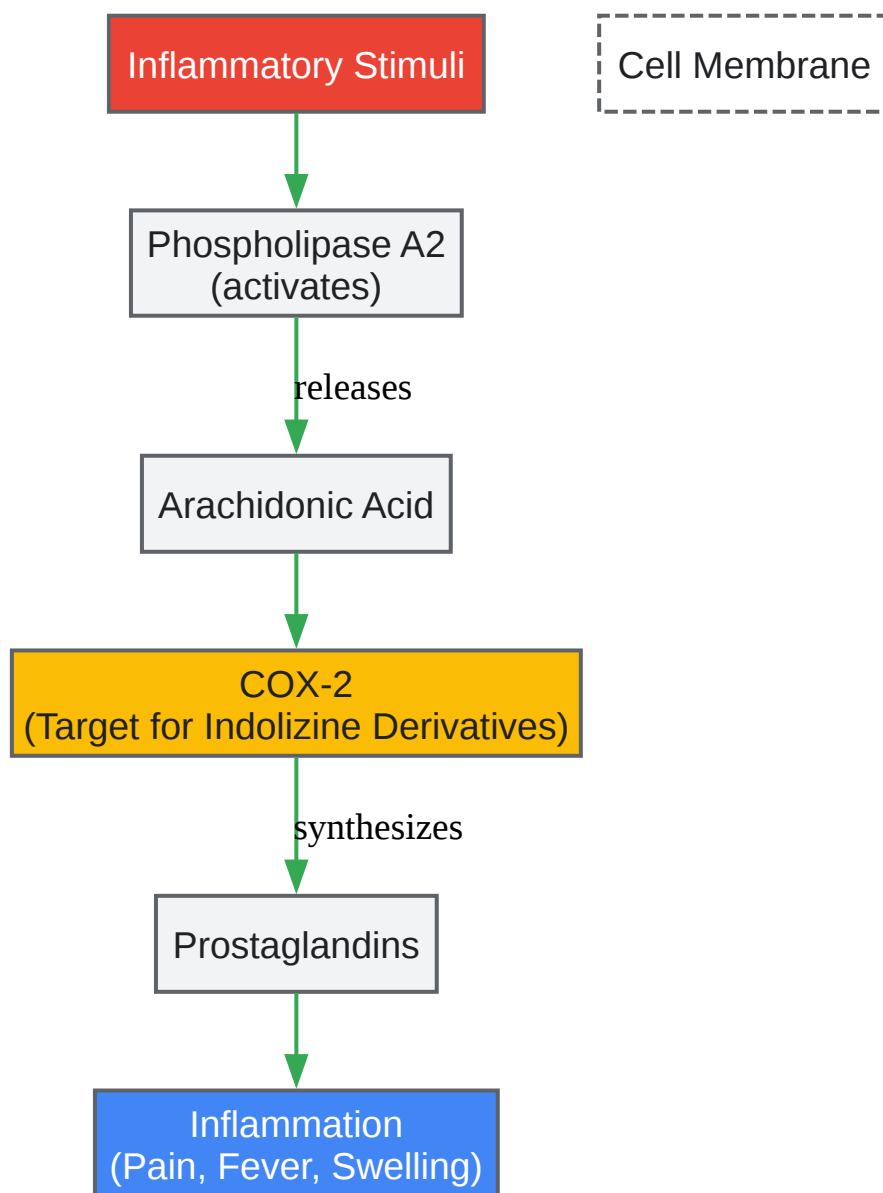 Inflammatory Stimuli
Cell Membrane
Phospholipase A2
(activates)
releases
Arachidonic Acid
COX-2
(Target for Indolizine Derivatives)
synthesizes
Prostaglandins
Inflammation
(Pain, Fever, Swelling)